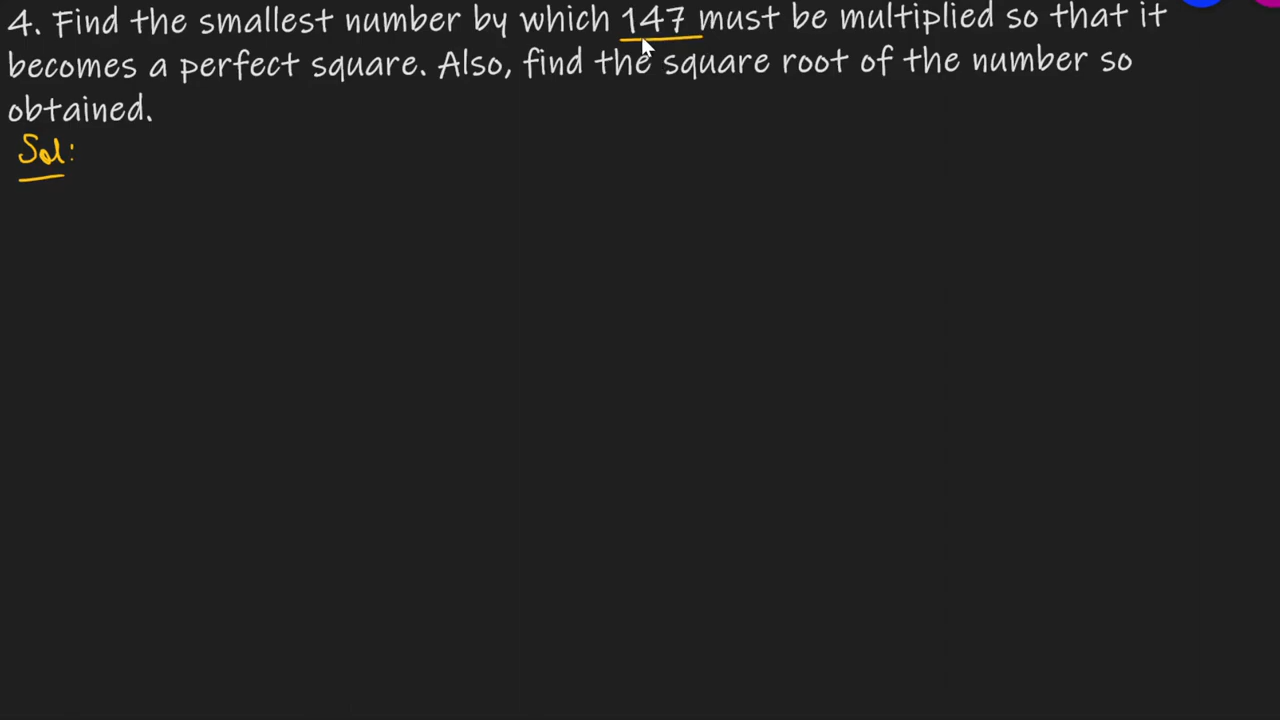 4. Find the smallest number by which 147 must be multiplied so that it
becomes a perfect square. Also, find the square root of the number so
obtained.
Sol: